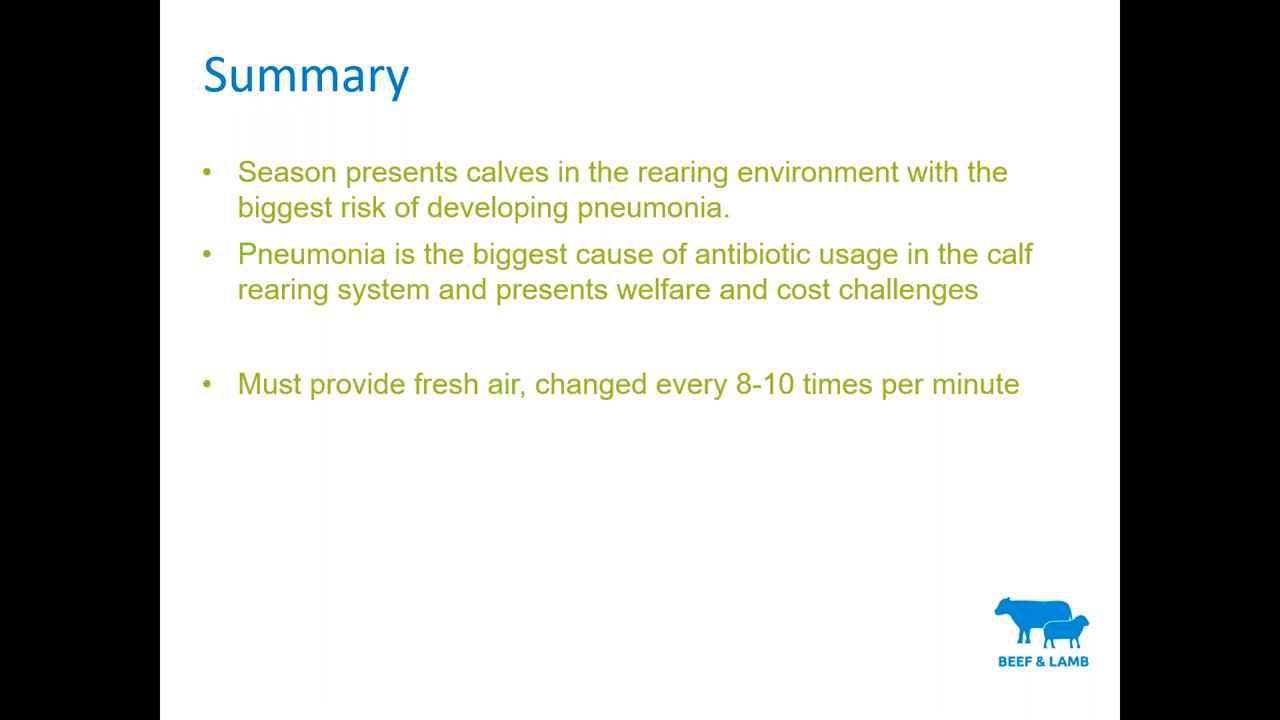 Summary
• Season presents calves in the rearing environment with the
biggest risk of developing pneumonia.
• Pneumonia is the biggest cause of antibiotic usage in the calf
rearing system and presents welfare and cost challenges
• Must provide fresh air, changed every 8-10 times per minute
BEEF & LAMB